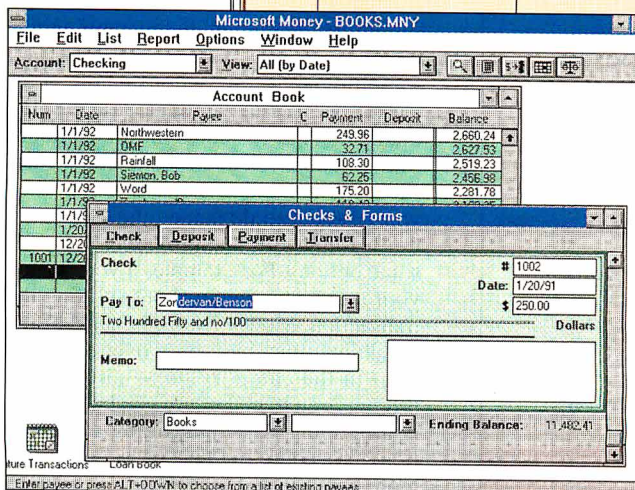 Microsoft Money - BOOKS.MNY
File Edit List Report Options Window Help
Account: Checking View: All (by Date)
Account Book
Num Date Payee C Payment Deposit Balance
1/1/92 Northwestern 249.96 2,660.24
1/1/92 OMF 32.71 2,627.53
1/1/92 Rainfall 108.30 2,519.23
1/1/92 Siemon, Bob 62.25 2,456.98
1/1/92 Word 175.20 2,281.78
1001
Checks & Forms
Check Deposit Payment Transfer
Check # 1002
Date: 1/20/91
Pay To: Zondervan/Benson $ 250.00
Two Hundred Fifty and no/100 Dollars
Memo:
Category: Books Ending Balance: 11,482.41
ture Transactions Loan Book
Enter payee or press ALT+DOWN to choose from a list of existing payees